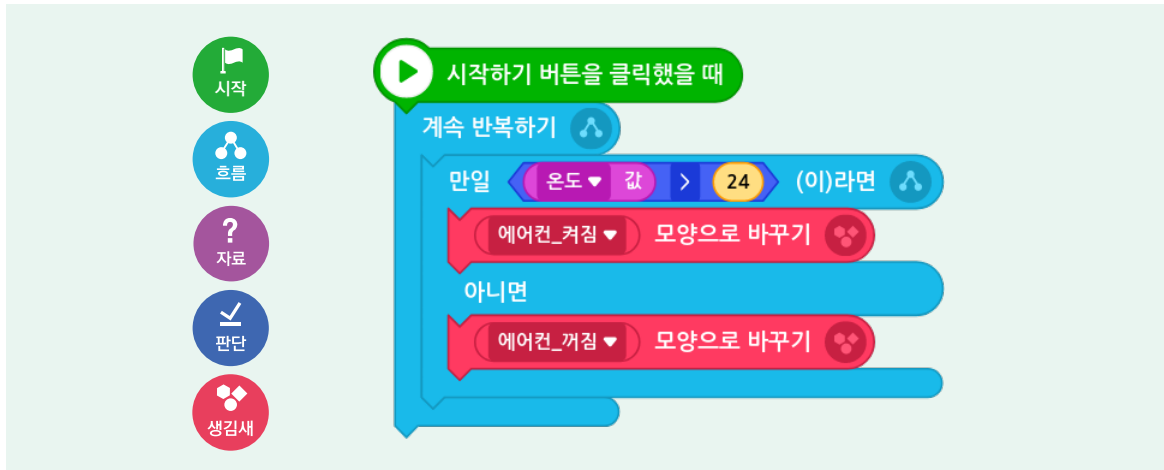 시작
흐름
?
자료
판단
생김새
시작하기 버튼을 클릭했을 때
계속 반복하기
만일 온도 값 > 24 (이)라면
에어컨_켜짐 모양으로 바꾸기
아니면
에어컨_꺼짐 모양으로 바꾸기